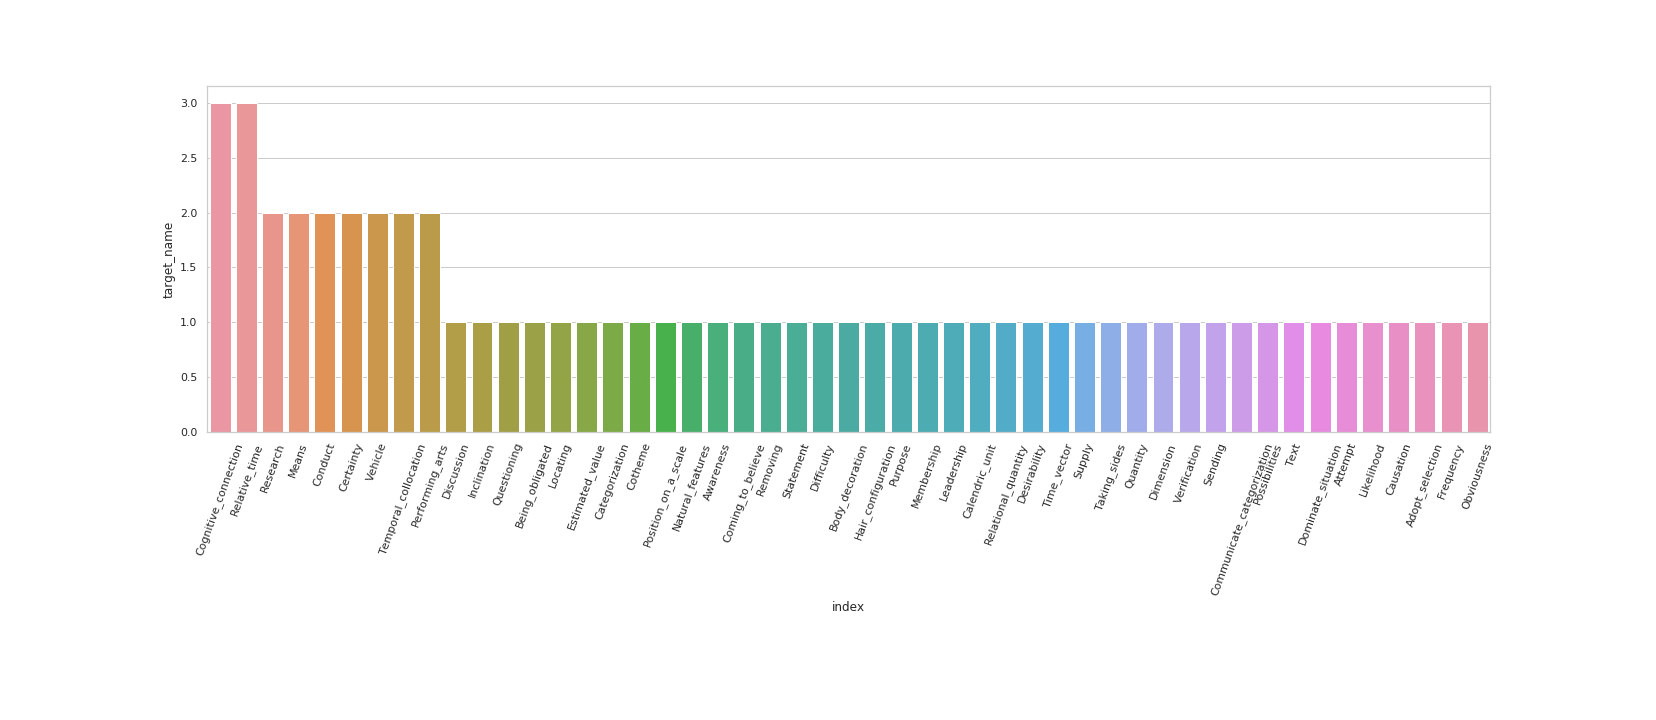 3.0
2.5
2.0
1.5
1.0
0.5
0.0
target_name
Cognitive_connection
Relative_time
Research
Means
Conduct
Certainty
Vehicle
Temporal_collocation
Performing_arts
Discussion
Inclination
Questioning
Being_obligated
Locating
Estimated_value
Categorization
Cotheme
Position_on_a_scale
Natural_features
Awareness
Coming_to_believe
Removing
Statement
Difficulty
Body_decoration
Hair_configuration
Purpose
Membership
Leadership
Calendric_unit
Relational_quantity
Desirability
Time_vector
Supply
Taking_sides
Quantity
Dimension
Verification
Sending
Communicate_categorization
Possibilities
Text
Dominate_situation
Attempt
Likelihood
Causation
Adopt_selection
Frequency
Obviousness
index